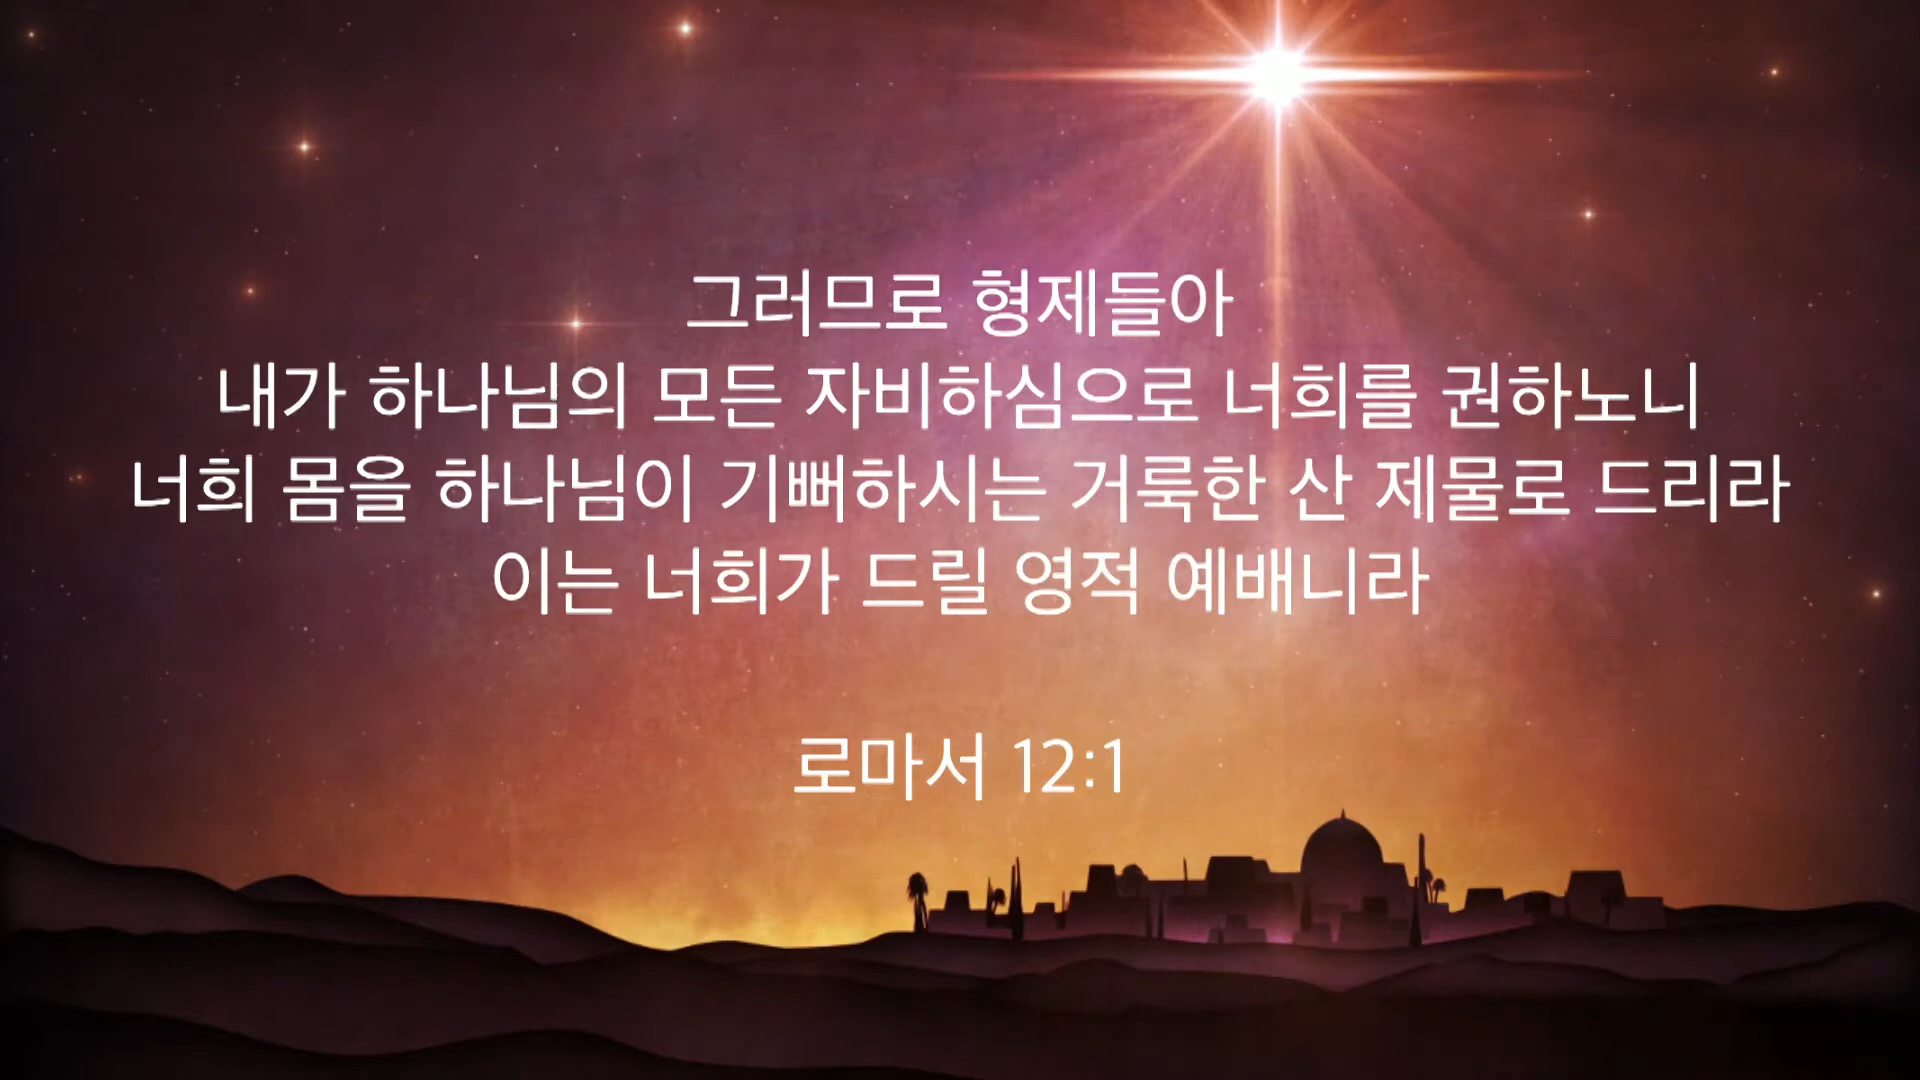 그러므로 형제들아
내가 하나님의 모든 자비하심으로 너희를 권하노니
너희 몸을 하나님이 기뻐하시는 거룩한 산 제물로 드리라
이는 너희가 드릴 영적 예배니라
로마서 12:1